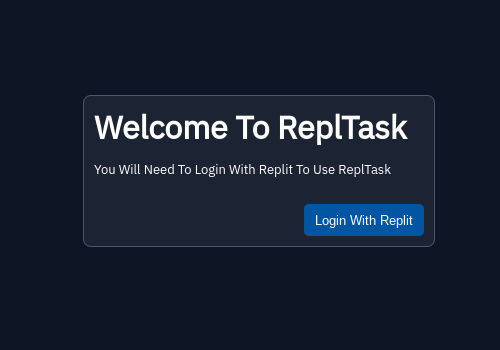 Welcome To ReplTask
You Will Need To Login With Replit To Use ReplTask
Login With Replit